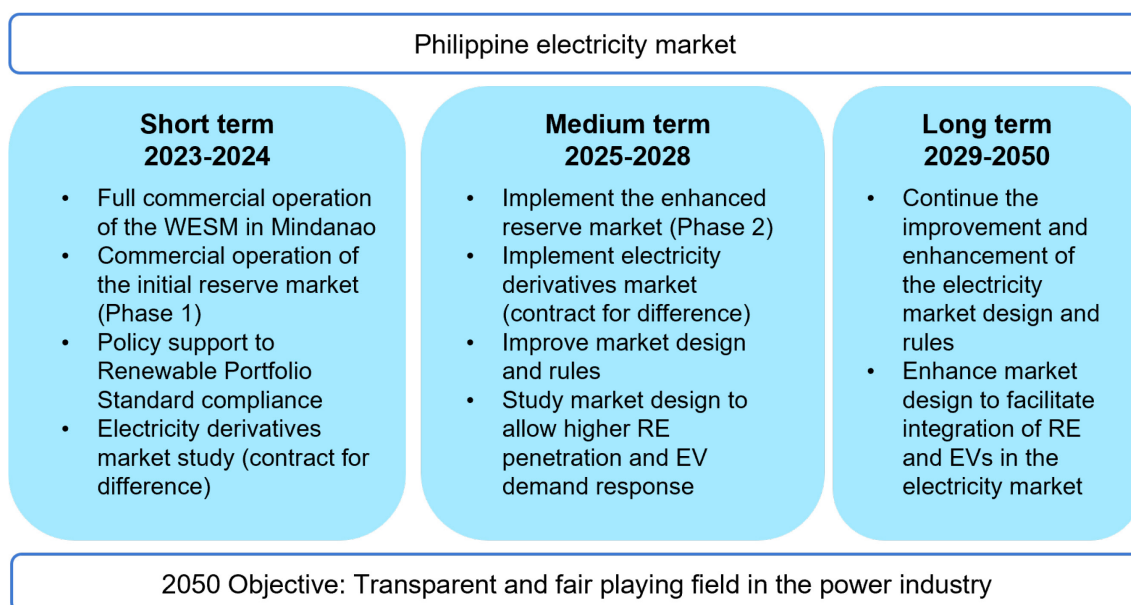 Philippine electricity market
Short term
2023-2024
• Full commercial operation
of the WESM in Mindanao
• Commercial operation of
the initial reserve market
(Phase 1)
• Policy support to
Renewable Portfolio
Standard compliance
• Electricity derivatives
market study (contract for
difference)
Medium term
2025-2028
• Implement the enhanced
reserve market (Phase 2)
• Implement electricity
derivatives market
(contract for difference)
• Improve market design
and rules
• Study market design to
allow higher RE
penetration and EV
demand response
Long term
2029-2050
• Continue the
improvement and
enhancement of
the electricity
market design and
rules
• Enhance market
design to facilitate
integration of RE
and EVs in the
electricity market
2050 Objective: Transparent and fair playing field in the power industry